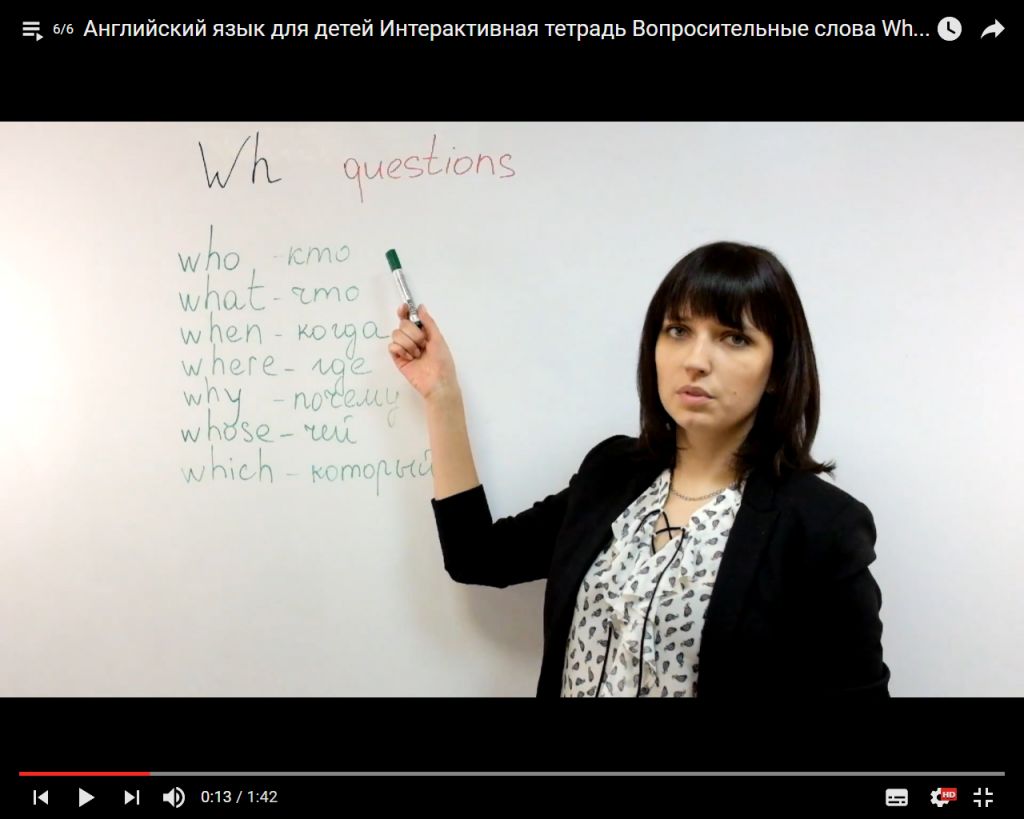 6/6 Английский язык для детей Интерактивная тетрадь Вопросительные слова Wh...
Wh questions
who - кто
what - что
when - когда
where - где
why - почему
whose - чей
which - который
0:13 / 1:42
HD